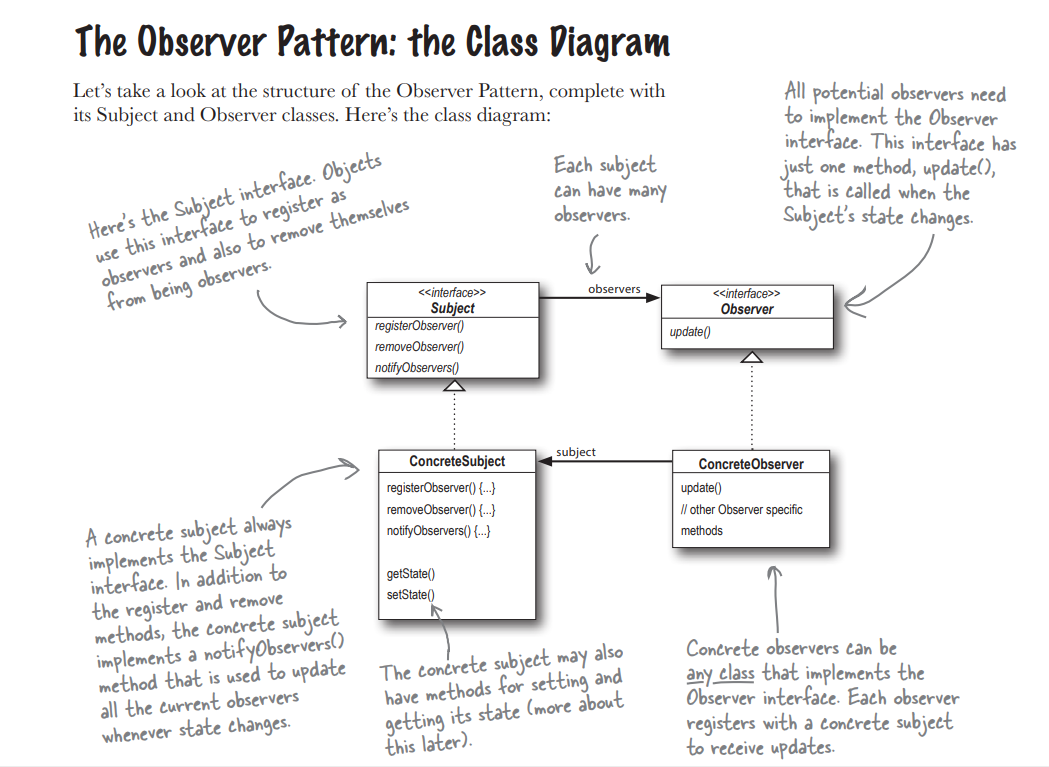 The Observer Pattern: the Class Diagram
Let's take a look at the structure of the Observer Pattern, complete with
its Subject and Observer classes. Here's the class diagram:
All potential observers need
to implement the Observer
interface. This interface has
just one method, update(),
that is called when the
Subject's state changes.
Each subject
can have many
observers.
Here's the Subject interface. Objects
use this interface to register as
observers and also to remove themselves
from being observers.
<<interface>>
Subject
registerObserver()
removeObserver()
notifyObservers()
observers
<<interface>>
Observer
update()
ConcreteSubject
registerObserver() {...}
removeObserver() {...}
notifyObservers() {...}
getState()
setState()
subject
ConcreteObserver
update()
// other Observer specific
methods
A concrete subject always
implements the Subject
interface. In addition to
the register and remove
methods, the concrete subject
implements a notifyObservers()
method that is used to update
all the current observers
whenever state changes.
The concrete subject may also
have methods for setting and
getting its state (more about
this later).
Concrete observers can be
any class that implements the
Observer interface. Each observer
registers with a concrete subject
to receive updates.